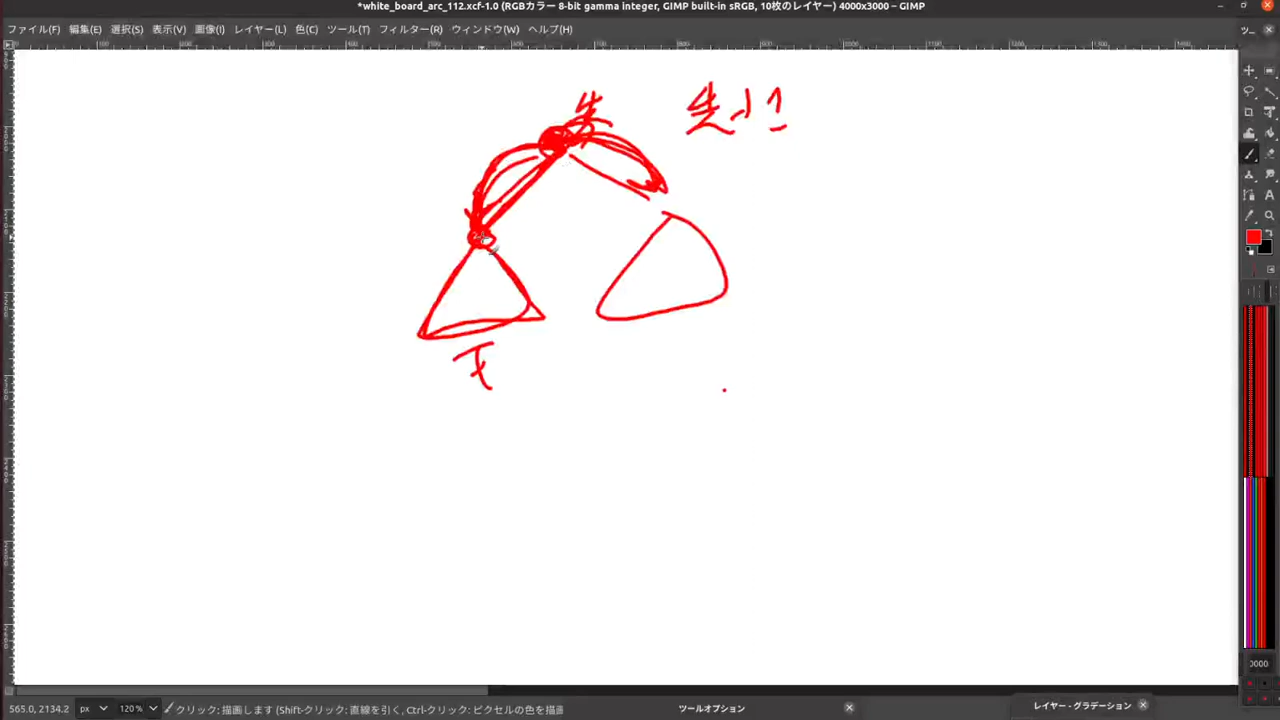 *white_board_arc_112.xcf-1.0 (RGBカラー 8-bit gamma integer, GIMP built-in sRGB, 10枚のレイヤー) 4000x3000 – GIMP
ファイル(F) 編集(E) 選択(S) 表示(V) 画像(I) レイヤー(L) 色(C) ツール(T) フィルター(R) ウィンドウ(W) ヘルプ(H)
ツ...
先
0000
565.0, 2134.2 px 120% クリック: 描画します (Shift-クリック: 直線を引く, Ctrl-クリック: ピクセルの色を描画
ツールオプション
レイヤー - グラデーション